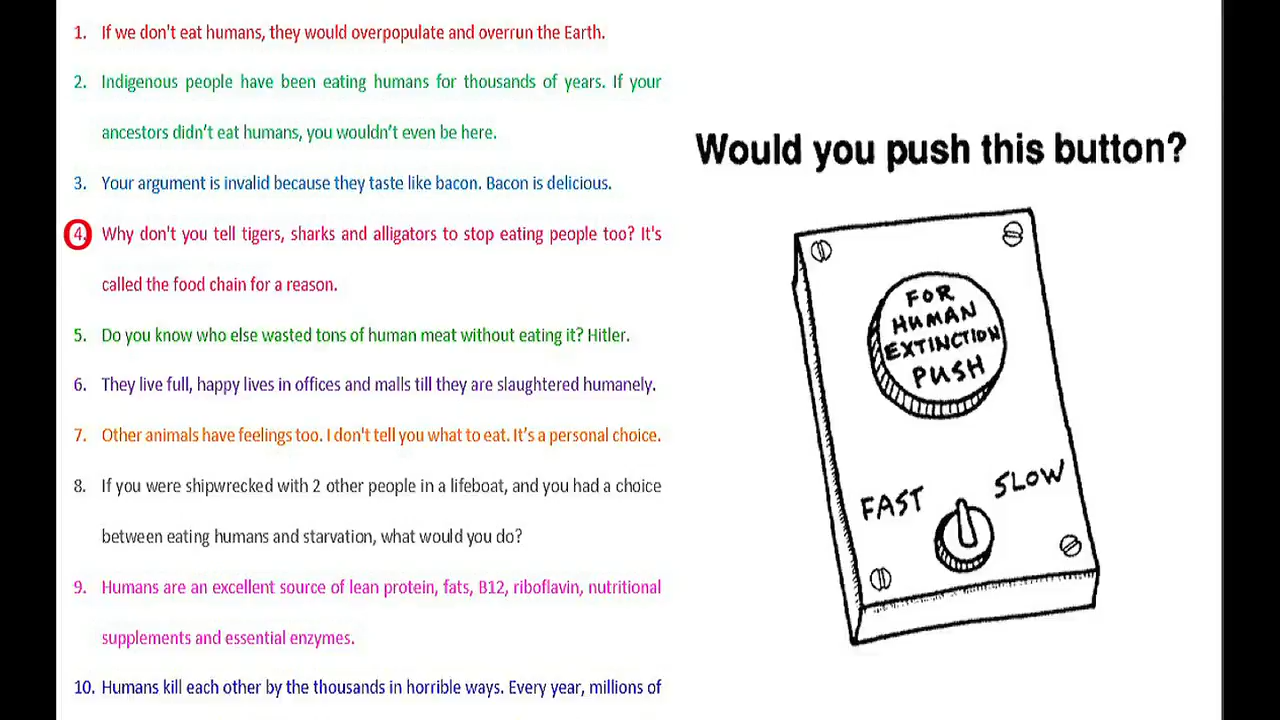 1. If we don't eat humans, they would overpopulate and overrun the Earth.
2. Indigenous people have been eating humans for thousands of years. If your
ancestors didn’t eat humans, you wouldn’t even be here.
3. Your argument is invalid because they taste like bacon. Bacon is delicious.
4. Why don't you tell tigers, sharks and alligators to stop eating people too? It's
called the food chain for a reason.
5. Do you know who else wasted tons of human meat without eating it? Hitler.
6. They live full, happy lives in offices and malls till they are slaughtered humanely.
7. Other animals have feelings too. I don't tell you what to eat. It’s a personal choice.
8. If you were shipwrecked with 2 other people in a lifeboat, and you had a choice
between eating humans and starvation, what would you do?
9. Humans are an excellent source of lean protein, fats, B12, riboflavin, nutritional
supplements and essential enzymes.
10. Humans kill each other by the thousands in horrible ways. Every year, millions of
Would you push this button?
FOR
HUMAN
EXTINCTION
PUSH
FAST
SLOW